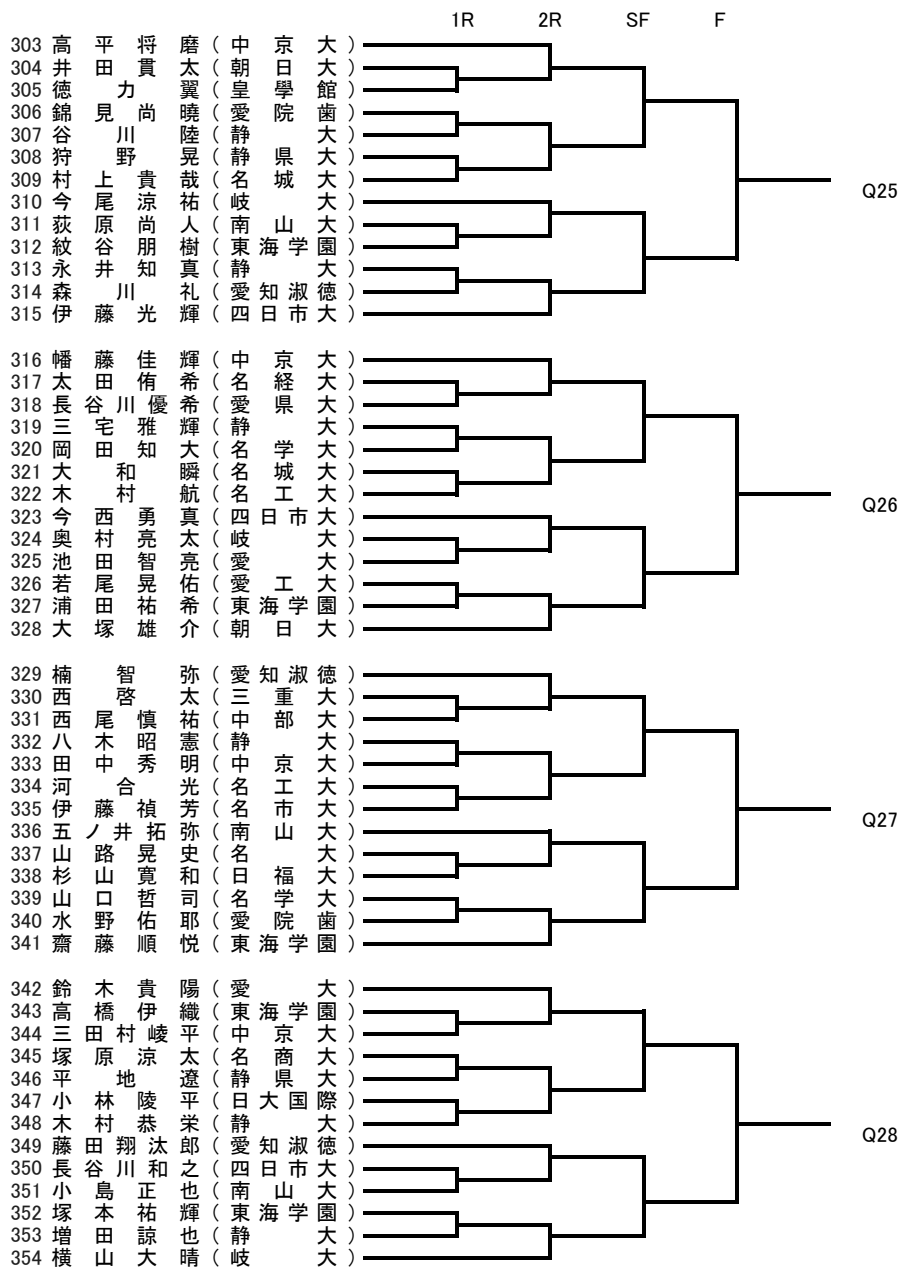 1R 2R SF F
303 高平将磨（中京大）
304 井田貫太（朝日大）
305 徳力翼（皇學館）
306 錦見尚曉（愛院歯）
307 谷川陸（静大）
308 狩野晃（静県大）
309 村上貴哉（名城大）
310 今尾涼祐（岐大）
311 荻原尚人（南山大）
312 紋谷朋樹（東海学園）
313 永井知真（静大）
314 森川礼（愛知淑徳）
315 伊藤光輝（四日市大）
Q25
316 幡藤佳輝（中京大）
317 太田侑希（名経大）
318 長谷川優希（愛県大）
319 三宅雅輝（静大）
320 岡田知大（名学大）
321 大和瞬（名城大）
322 木村航（名工大）
323 今西勇真（四日市大）
324 奥村亮太（岐大）
325 池田智亮（愛大）
326 若尾晃佑（愛工大）
327 浦田祐希（東海学園）
328 大塚雄介（朝日大）
Q26
329 楠智弥（愛知淑徳）
330 西啓太（三重大）
331 西尾慎祐（中部大）
332 八木昭憲（静大）
333 田中秀明（中京大）
334 河合光（名工大）
335 伊藤禎芳（名市大）
336 五ノ井拓弥（南山大）
337 山路晃史（名大）
338 杉山寛和（日福大）
339 山口哲司（名学大）
340 水野佑耶（愛院歯）
341 齋藤順悦（東海学園）
Q27
342 鈴木貴陽（愛大）
343 高橋伊織（東海学園）
344 三田村崚平（中京大）
345 塚原涼太（名商大）
346 平地遼（静県大）
347 小林陵平（日大国際）
348 木村恭栄（静大）
349 藤田翔汰郎（愛知淑徳）
350 長谷川和之（四日市大）
351 小島正也（南山大）
352 塚本祐輝（東海学園）
353 増田諒也（静大）
354 横山大晴（岐大）
Q28